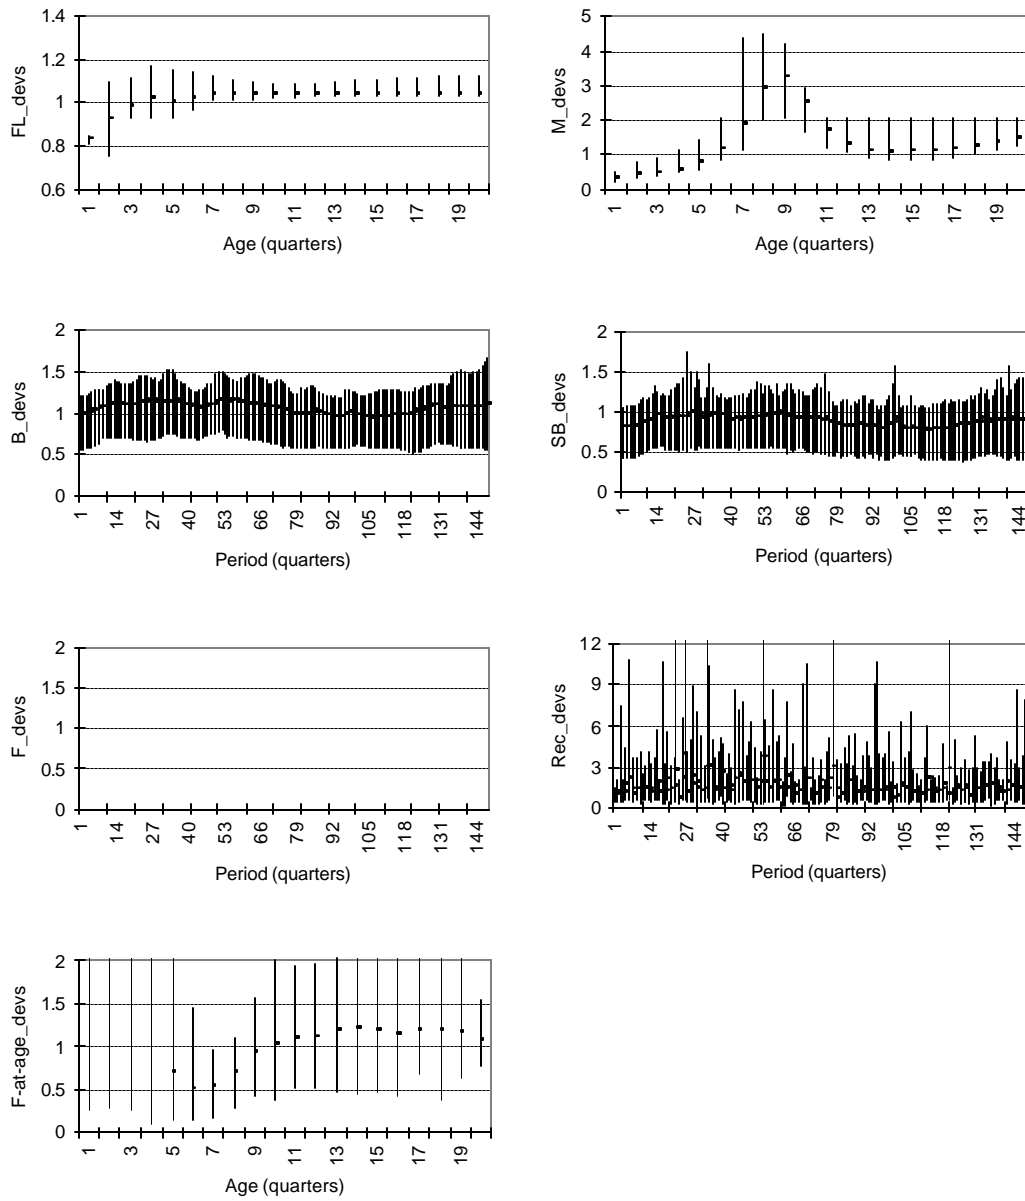 1.4
1.2
1
0.8
0.6
FL_devs
1 3 5 7 9 11 13 15 17 19
Age (quarters)
5
4
3
2
1
0
M_devs
1 3 5 7 9 11 13 15 17 19
Age (quarters)
2
1.5
1
0.5
0
B_devs
1 14 27 40 53 66 79 92 105 118 131 144
Period (quarters)
2
1.5
1
0.5
0
SB_devs
1 14 27 40 53 66 79 92 105 118 131 144
Period (quarters)
2
1.5
1
0.5
0
F_devs
1 14 27 40 53 66 79 92 105 118 131 144
Period (quarters)
12
9
6
3
0
Rec_devs
1 14 27 40 53 66 79 92 105 118 131 144
Period (quarters)
2
1.5
1
0.5
0
F-at-age_devs
1 3 5 7 9 11 13 15 17 19
Age (quarters)